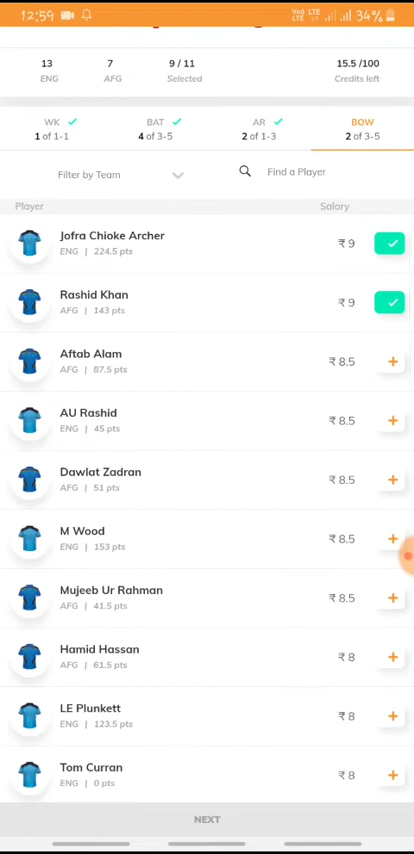 12:59 Vo) LTE LTE 34%
13 7 9 / 11 15.5 /100
ENG AFG Selected Credits left
WK BAT AR BOW
1 of 1-1 4 of 3-5 2 of 1-3 2 of 3-5
Filter by Team Find a Player
Player Salary
Jofra Chioke Archer
ENG | 224.5 pts ₹ 9
Rashid Khan
AFG | 143 pts ₹ 9
Aftab Alam
AFG | 87.5 pts ₹ 8.5
AU Rashid
ENG | 45 pts ₹ 8.5
Dawlat Zadran
AFG | 51 pts ₹ 8.5
M Wood
ENG | 153 pts ₹ 8.5
Mujeeb Ur Rahman
AFG | 41.5 pts ₹ 8.5
Hamid Hassan
AFG | 61.5 pts ₹ 8
LE Plunkett
ENG | 123.5 pts ₹ 8
Tom Curran
ENG | 0 pts ₹ 8
NEXT